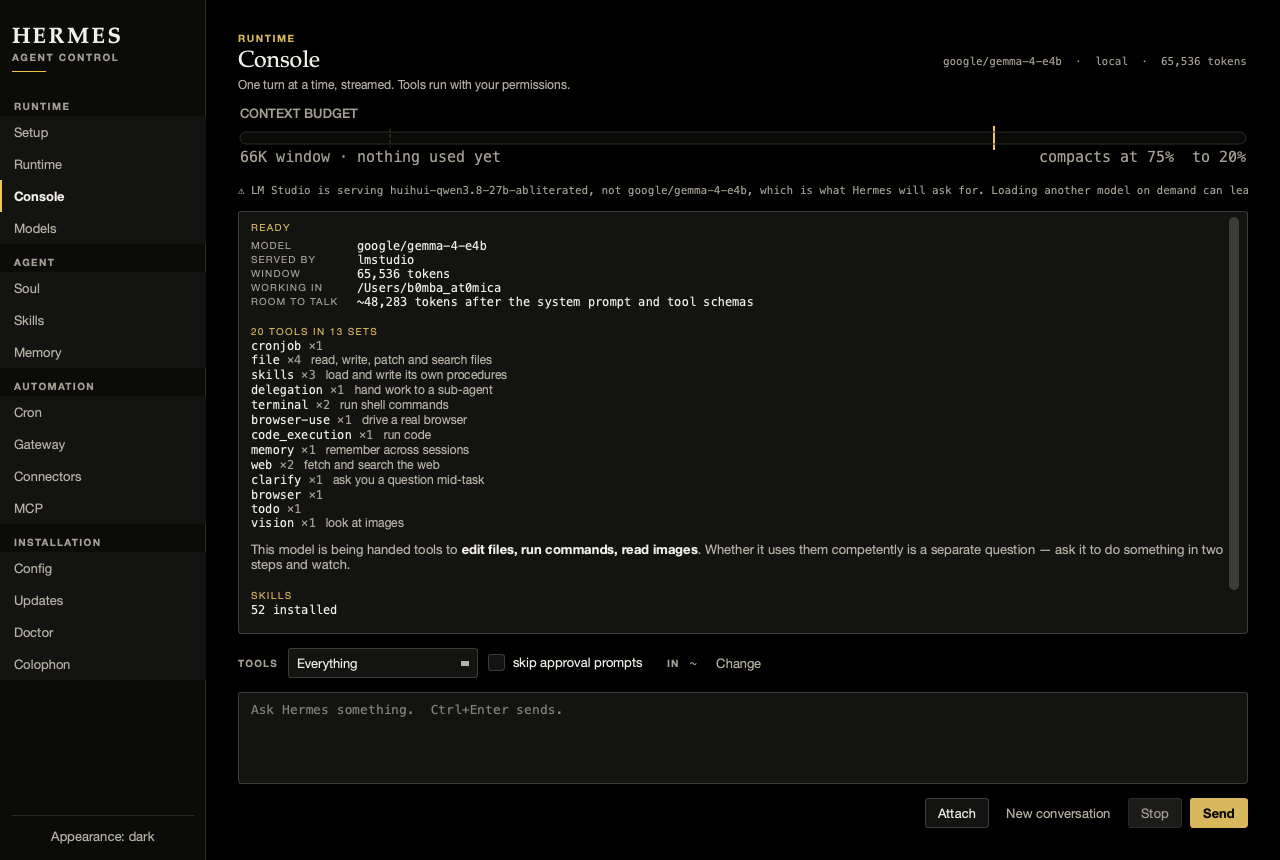 HERMES
AGENT CONTROL
RUNTIME
Setup
Runtime
Console
Models
AGENT
Soul
Skills
Memory
AUTOMATION
Cron
Gateway
Connectors
MCP
INSTALLATION
Config
Updates
Doctor
Colophon
Appearance: dark
RUNTIME
Console
google/gemma-4-e4b · local · 65,536 tokens
One turn at a time, streamed. Tools run with your permissions.
CONTEXT BUDGET
66K window · nothing used yet
compacts at 75% to 20%
⚠ LM Studio is serving huihui-qwen3.8-27b-abliterated, not google/gemma-4-e4b, which is what Hermes will ask for. Loading another model on demand can lea
READY
MODEL google/gemma-4-e4b
SERVED BY lmstudio
WINDOW 65,536 tokens
WORKING IN /Users/b0mba_at0mica
ROOM TO TALK ~48,283 tokens after the system prompt and tool schemas
20 TOOLS IN 13 SETS
cronjob ×1
file ×4 read, write, patch and search files
skills ×3 load and write its own procedures
delegation ×1 hand work to a sub-agent
terminal ×2 run shell commands
browser-use ×1 drive a real browser
code_execution ×1 run code
memory ×1 remember across sessions
web ×2 fetch and search the web
clarify ×1 ask you a question mid-task
browser ×1
todo ×1
vision ×1 look at images
This model is being handed tools to edit files, run commands, read images. Whether it uses them competently is a separate question — ask it to do something in two
steps and watch.
SKILLS
52 installed
TOOLS Everything skip approval prompts IN ~ Change
Ask Hermes something. Ctrl+Enter sends.
Attach New conversation Stop Send